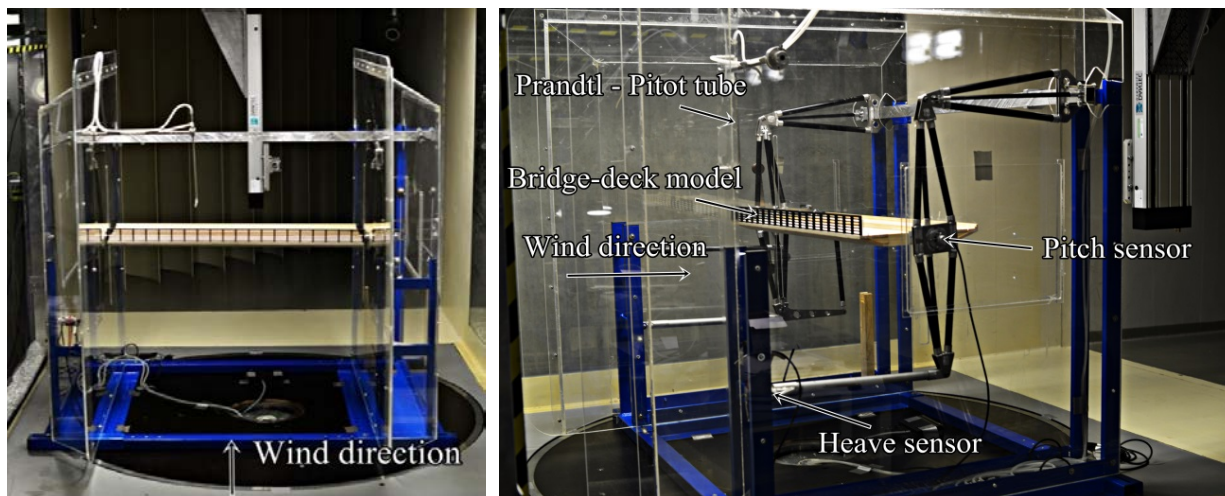 Wind direction
Prandtl - Pitot tube
Bridge-deck model
Wind direction
Pitch sensor
Heave sensor